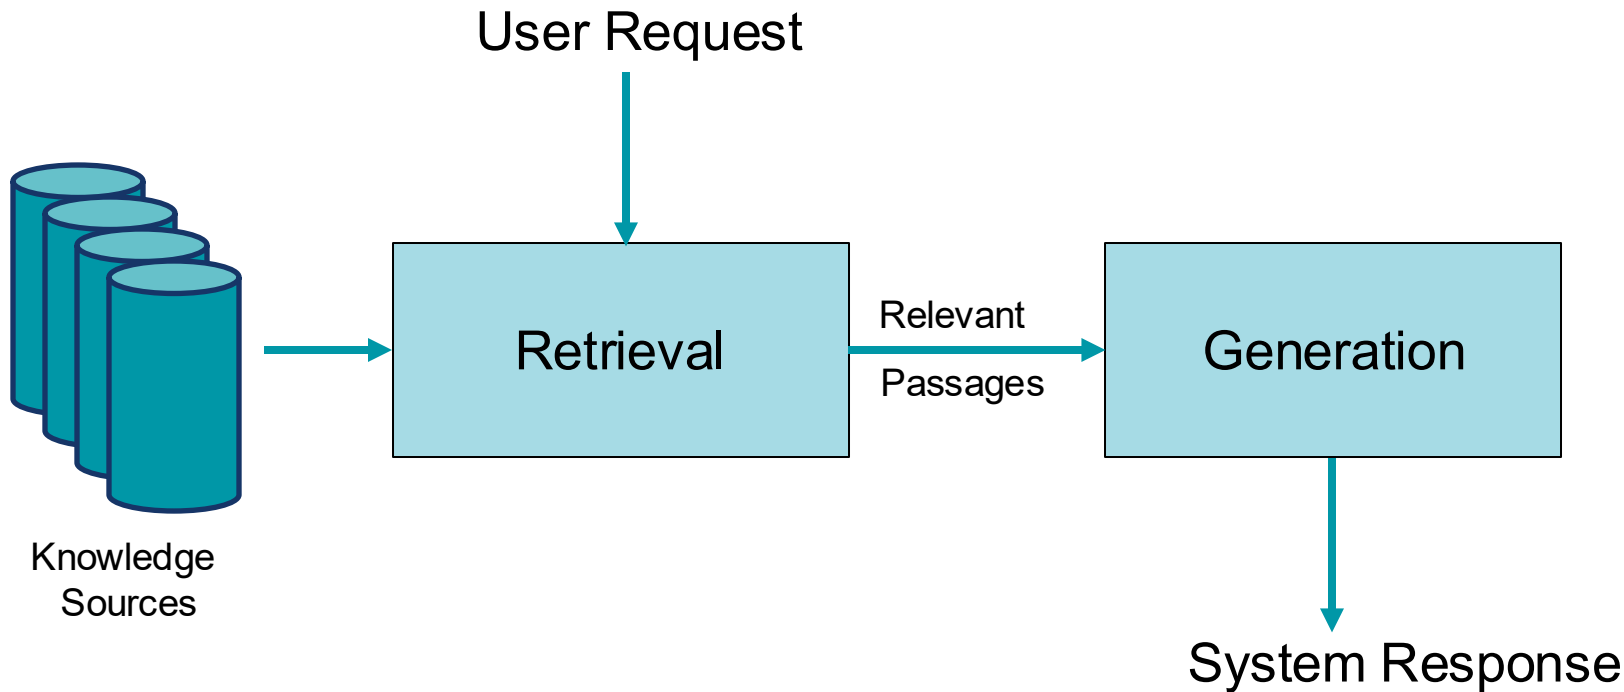 User Request
Retrieval
Relevant
Passages
Generation
Knowledge
Sources
System Response